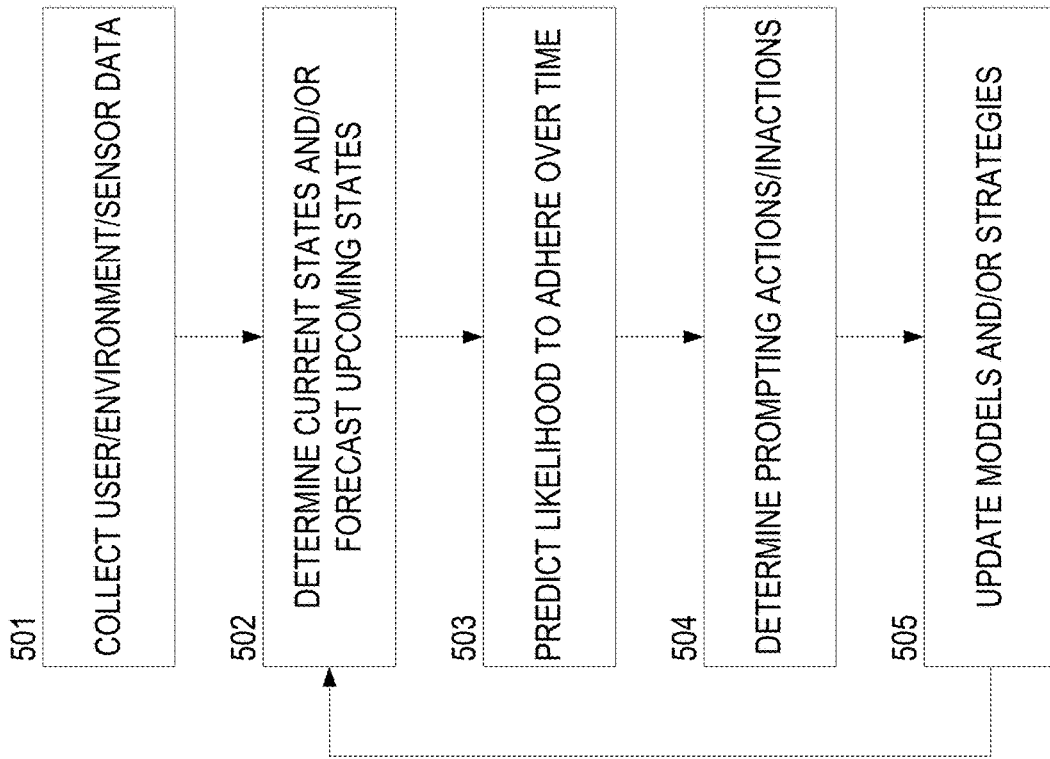 501
COLLECT USER/ENVIRONMENT/SENSOR DATA
502
DETERMINE CURRENT STATES AND/OR
FORECAST UPCOMING STATES
503
PREDICT LIKELIHOOD TO ADHERE OVER TIME
504
DETERMINE PROMPTING ACTIONS/INACTIONS
505
UPDATE MODELS AND/OR STRATEGIES